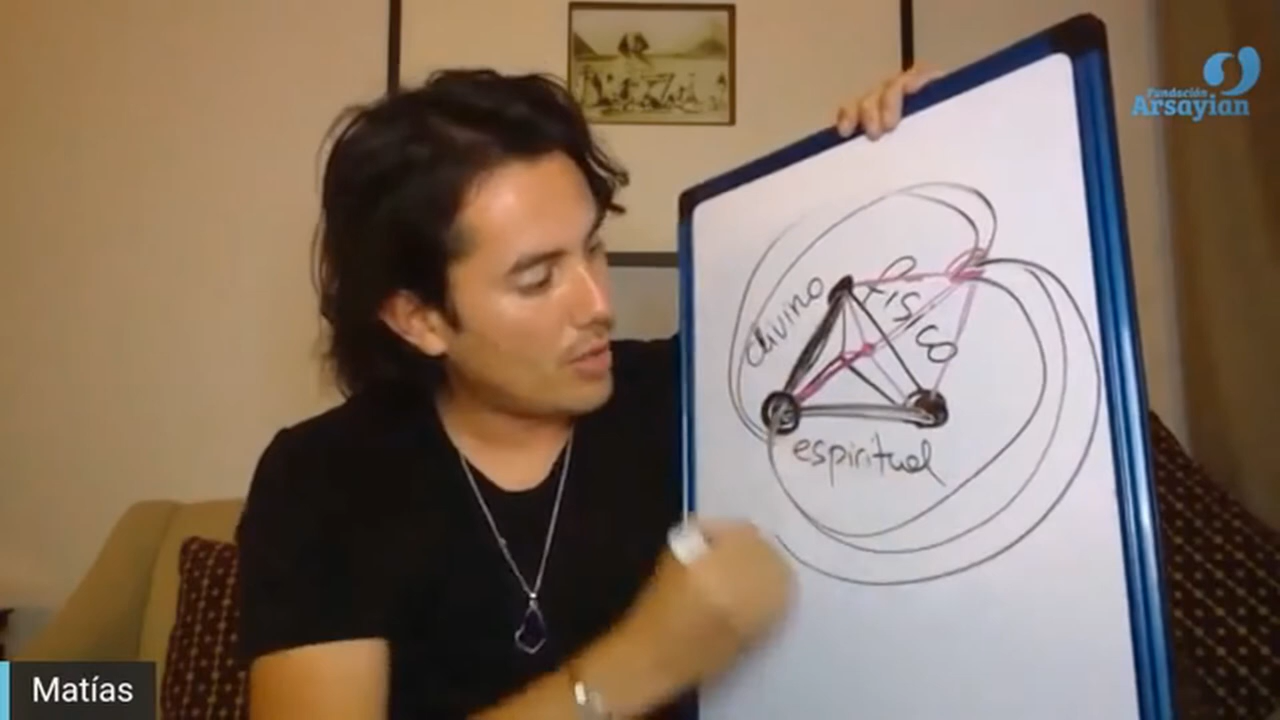 Fundación
Arsayian
divino
físico
espiritual
Matías